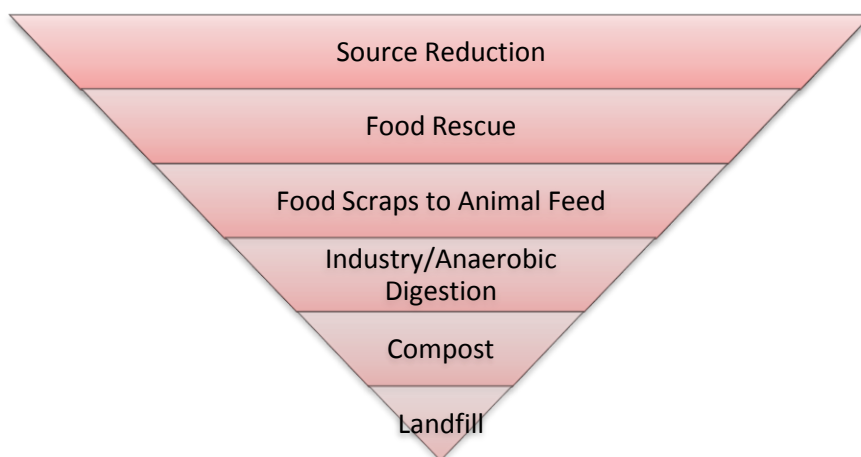 Source Reduction
Food Rescue
Food Scraps to Animal Feed
Industry/Anaerobic
Digestion
Compost
Landfill